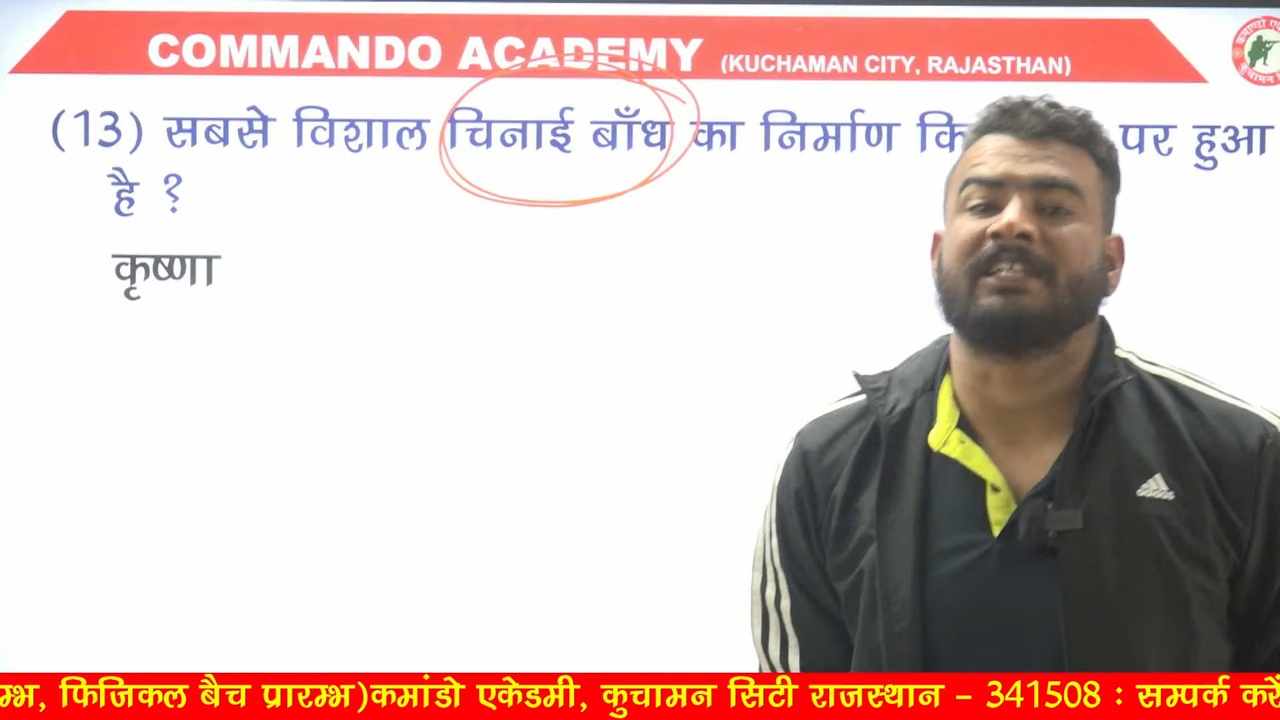 COMMANDO ACADEMY (KUCHAMAN CITY, RAJASTHAN)
(13) सबसे विशाल चिनाई बाँध का निर्माण पर हुआ
है ?
कृष्णा
म्भ, फिजिकल बैच प्रारम्भ)कमांडो एकेडमी, कुचामन सिटी राजस्थान – 341508 : सम्पर्क करें